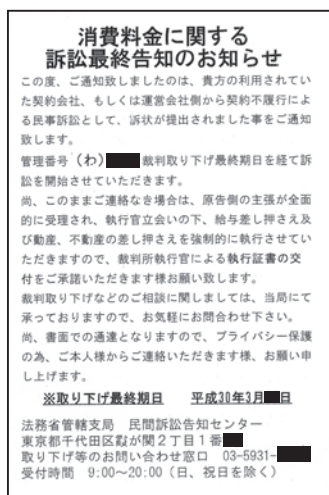 消費料金に関する
訴訟最終告知のお知らせ
この度、ご通知致しましたのは、貴方の利用されてい
た契約会社、もしくは運営会社側から契約不履行によ
る民事訴訟として、訴状が提出されました事をご通知
致します。
管理番号(わ) 裁判取り下げ最終期日を経て訴
訟を開始させていただきます。
尚、このままご連絡なき場合は、原告側の主張が全面
的に受理され、執行官立会いの下、給与差し押さえ及
び動産、不動産の差し押さえを強制的に執行させてい
ただきますので、裁判所執行官による執行証書の交
付をご承諾いただきます様お願い致します。
裁判取り下げなどのご相談に関しましては、当局にて
承っておりますので、お気軽にお問合わせ下さい。
尚、書面での通達となりますので、プライバシー保護
の為、ご本人様からご連絡いただきます様、お願い申
し上げます。
※取り下げ最終期日 平成30年3月 日
法務省管轄支局 民間訴訟告知センター
東京都千代田区霞が関2丁目1番
取り下げ等のお問い合わせ窓口 03-5931-
受付時間 9:00～20:00(日、祝日を除く)